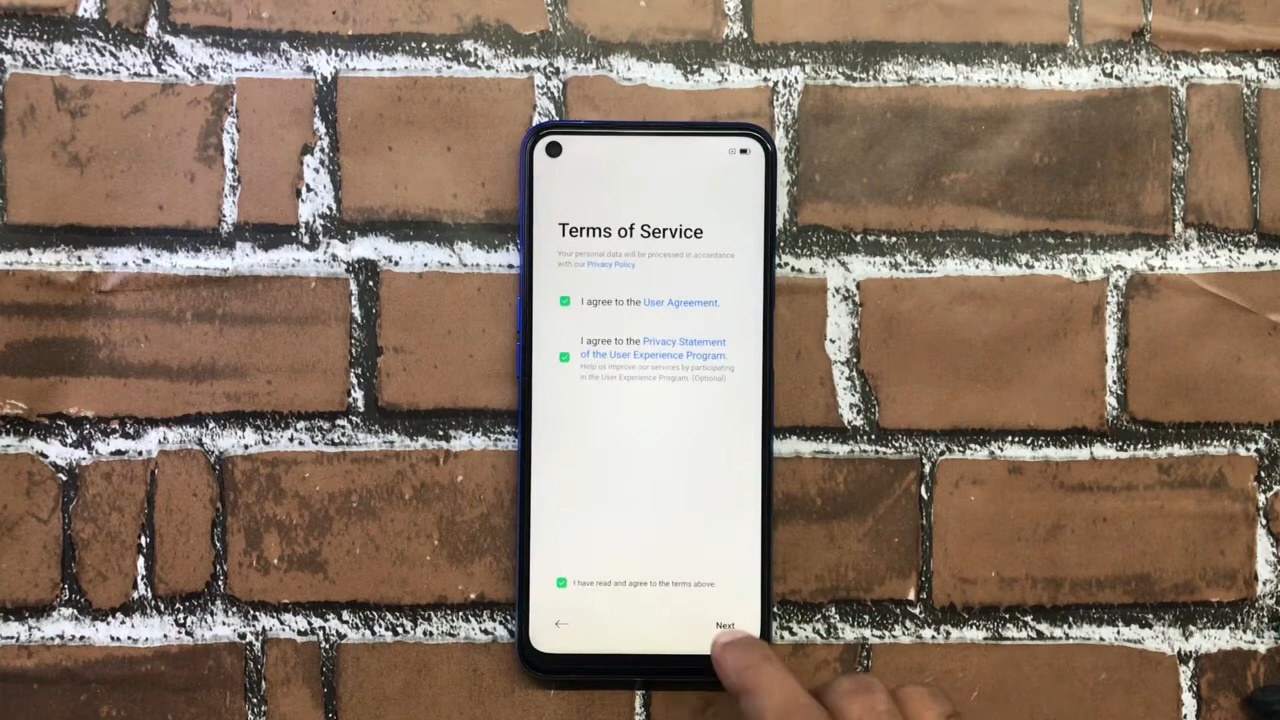 Terms of Service
Your personal data will be processed in accordance
with our Privacy Policy.
I agree to the User Agreement.
I agree to the Privacy Statement
of the User Experience Program.
Help us improve our services by participating
in the User Experience Program. (Optional)
I have read and agree to the terms above.
Next